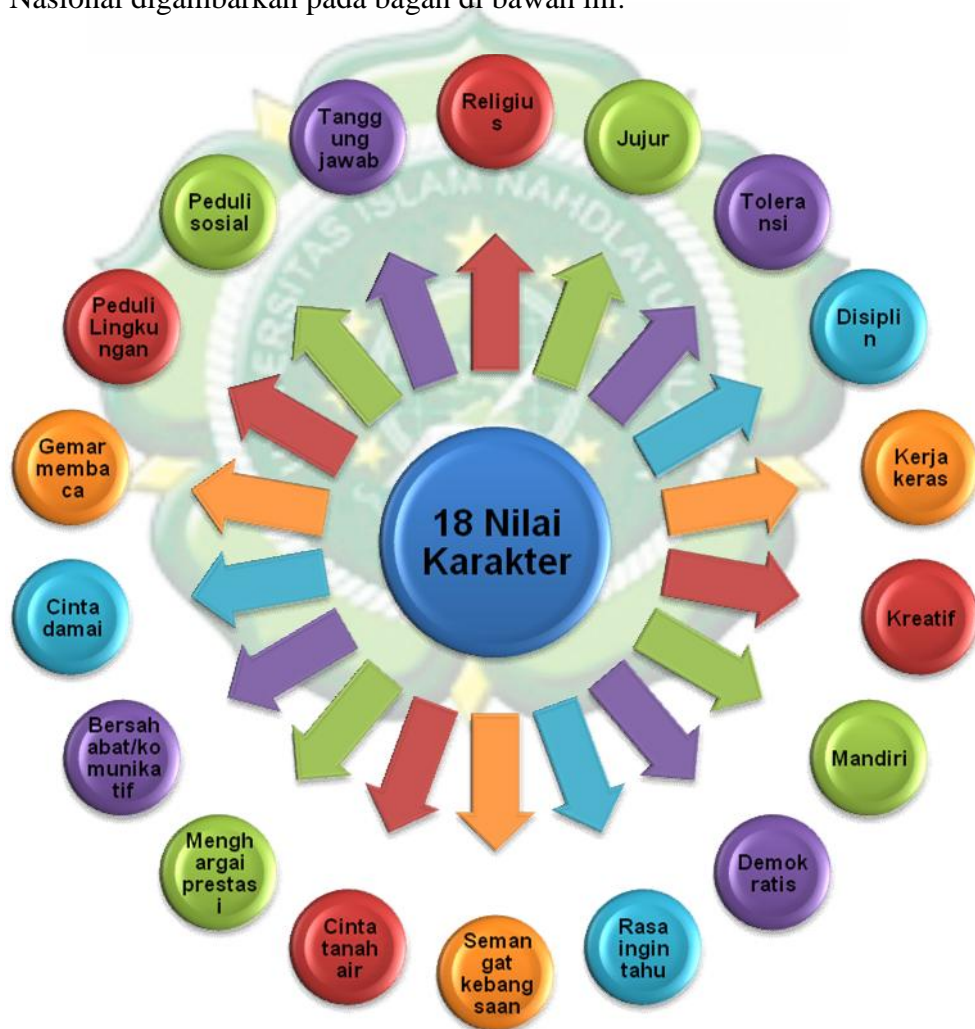 Nasional digambarkan pada bagan di bawah ini:
Religiu
s
Jujur
Tolera
nsi
Disipli
n
Kerja
keras
Kreatif
Mandiri
Demok
ratis
Rasa
ingin
tahu
Seman
gat
kebang
saan
Cinta
tanah
air
Mengh
argai
prestas
i
Bersah
abat/ko
munika
tif
Cinta
damai
Gemar
memba
ca
Peduli
Lingku
ngan
Peduli
sosial
Tangg
ung
jawab
18 Nilai
Karakter
ISLAM NAHDLATU